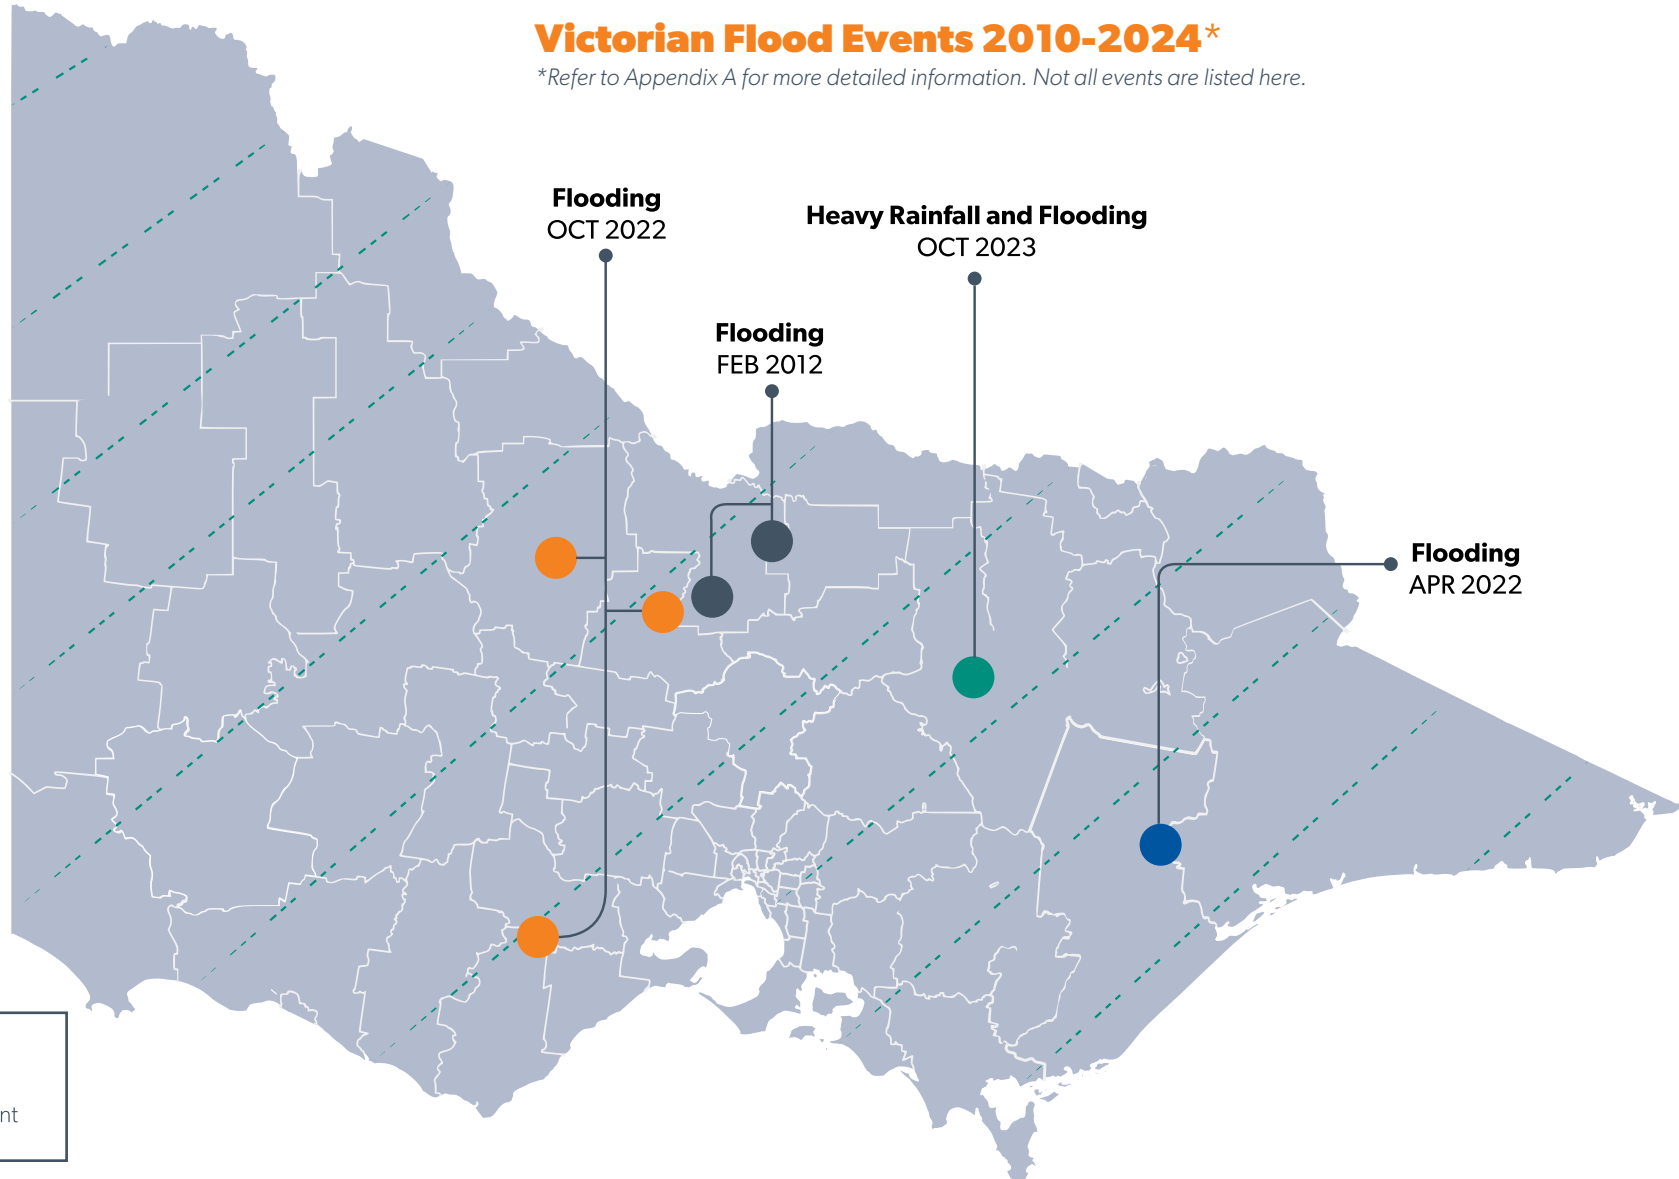 Victorian Flood Events 2010-2024*
*Refer to Appendix A for more detailed information. Not all events are listed here.
Flooding
OCT 2022
Heavy Rainfall and Flooding
OCT 2023
Flooding
FEB 2012
Flooding
APR 2022
nt